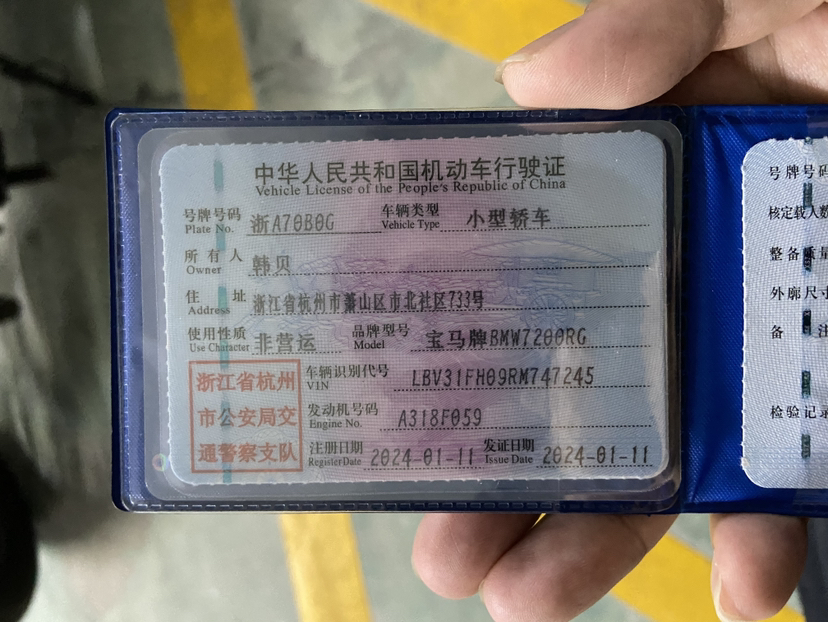 中华人民共和国机动车行驶证
Vehicle License of the People's Republic of China
号牌号码 浙A70B0G 车辆类型 小型轿车
Plate No. Vehicle Type
所有人 韩贝
Owner
住址 浙江省杭州市萧山区市北社区733号
Address
使用性质 非营运 品牌型号 宝马牌BMW7200RG
Use Character Model
浙江省杭州
市公安局交
通警察支队
车辆识别代号 LBV31FH09RM747245
VIN
发动机号码 A318F059
Engine No.
注册日期 2024-01-11 发证日期 2024-01-11
Register Date Issue Date
号牌号码
核定载人数
整备质量
外廓尺寸
备 注
检验记录